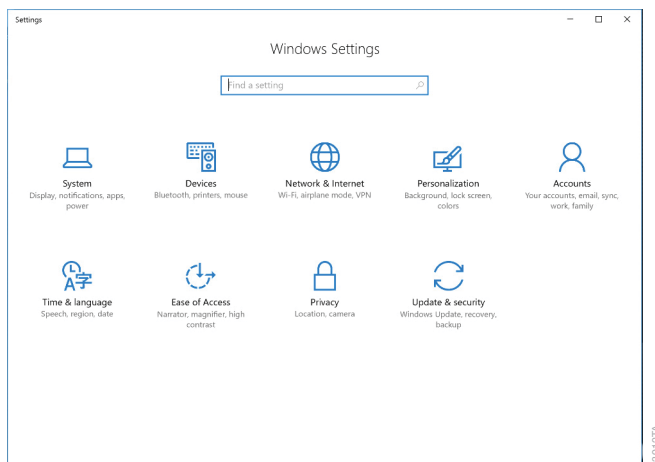 Settings
Windows Settings
Find a setting
System
Display, notifications, apps,
power
Devices
Bluetooth, printers, mouse
Network & Internet
Wi-Fi, airplane mode, VPN
Personalization
Background, lock screen,
colors
Accounts
Your accounts, email, sync,
work, family
Time & language
Speech, region, date
Ease of Access
Narrator, magnifier, high
contrast
Privacy
Location, camera
Update & security
Windows Update, recovery,
backup